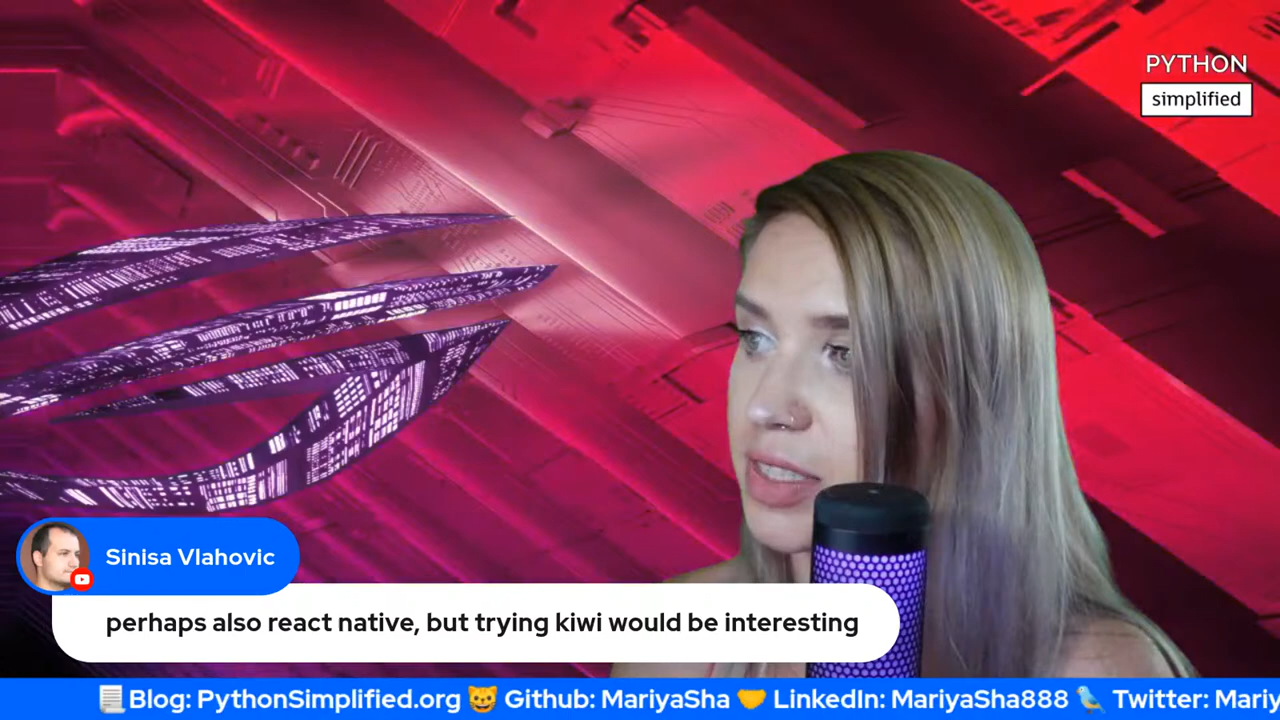 PYTHON
simplified
Sinisa Vlahovic
perhaps also react native, but trying kiwi would be interesting
📃 Blog: PythonSimplified.org 😺 Github: MariyaSha 🤝 LinkedIn: MariyaSha888 🐦 Twitter: Mariy